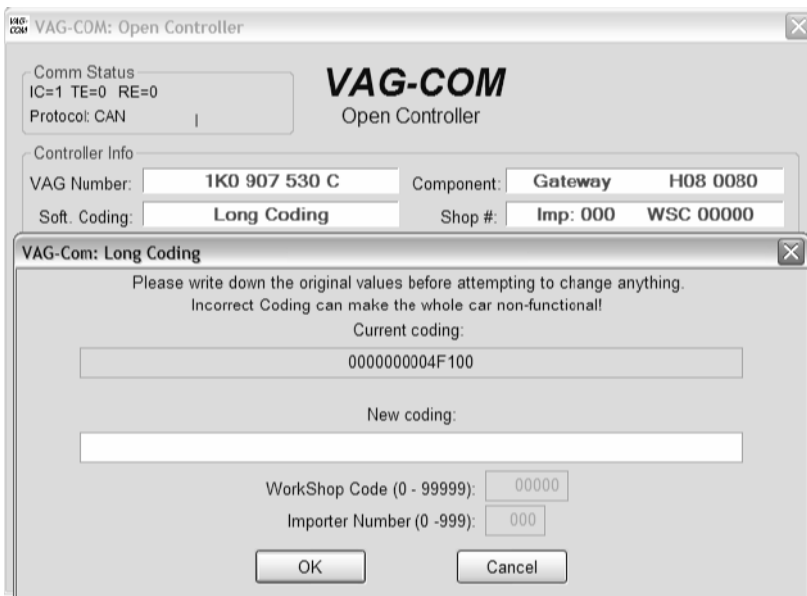 VAG-COM: Open Controller
Comm Status
IC=1 TE=0 RE=0
Protocol: CAN |
VAG-COM
Open Controller
Controller Info
VAG Number: 1K0 907 530 C Component: Gateway H08 0080
Soft. Coding: Long Coding Shop #: Imp: 000 WSC 00000
VAG-Com: Long Coding
Please write down the original values before attempting to change anything.
Incorrect Coding can make the whole car non-functional!
Current coding:
0000000004F100
New coding:
WorkShop Code (0 - 99999): 00000
Importer Number (0 -999): 000
OK Cancel